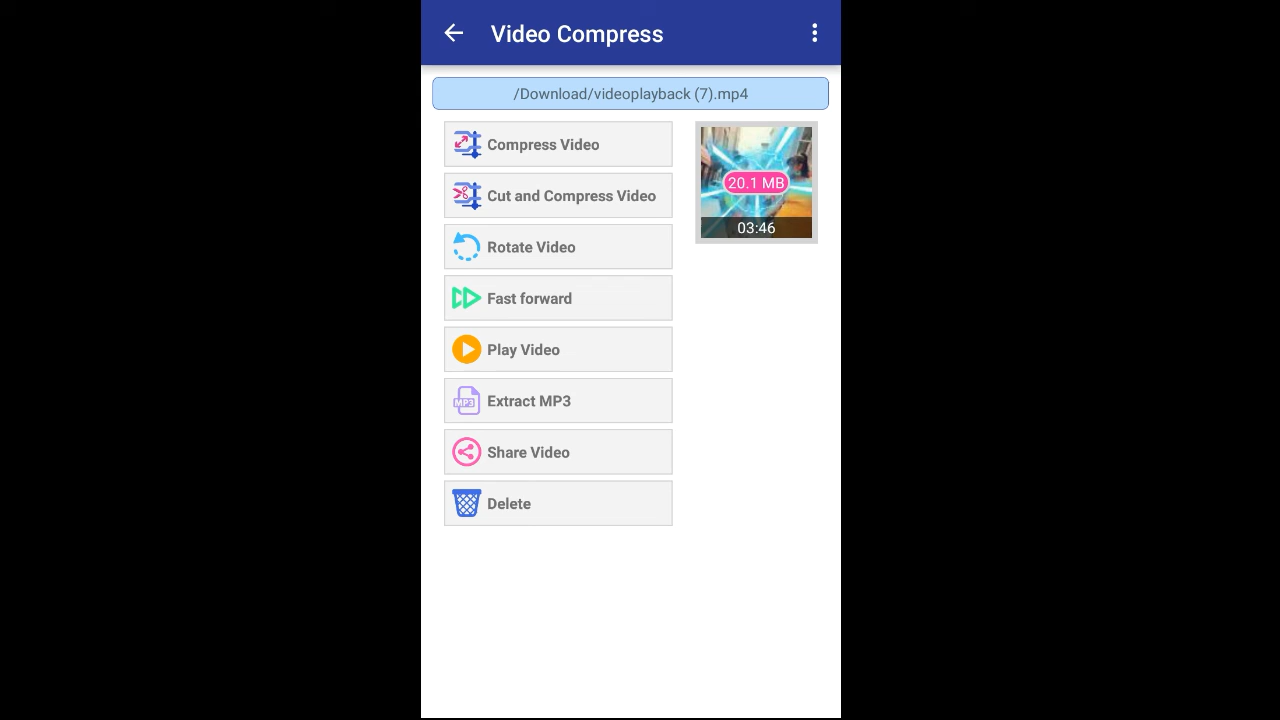 Video Compress
/Download/videoplayback (7).mp4
Compress Video
20.1 MB
03:46
Cut and Compress Video
Rotate Video
Fast forward
Play Video
MP3
Extract MP3
Share Video
Delete